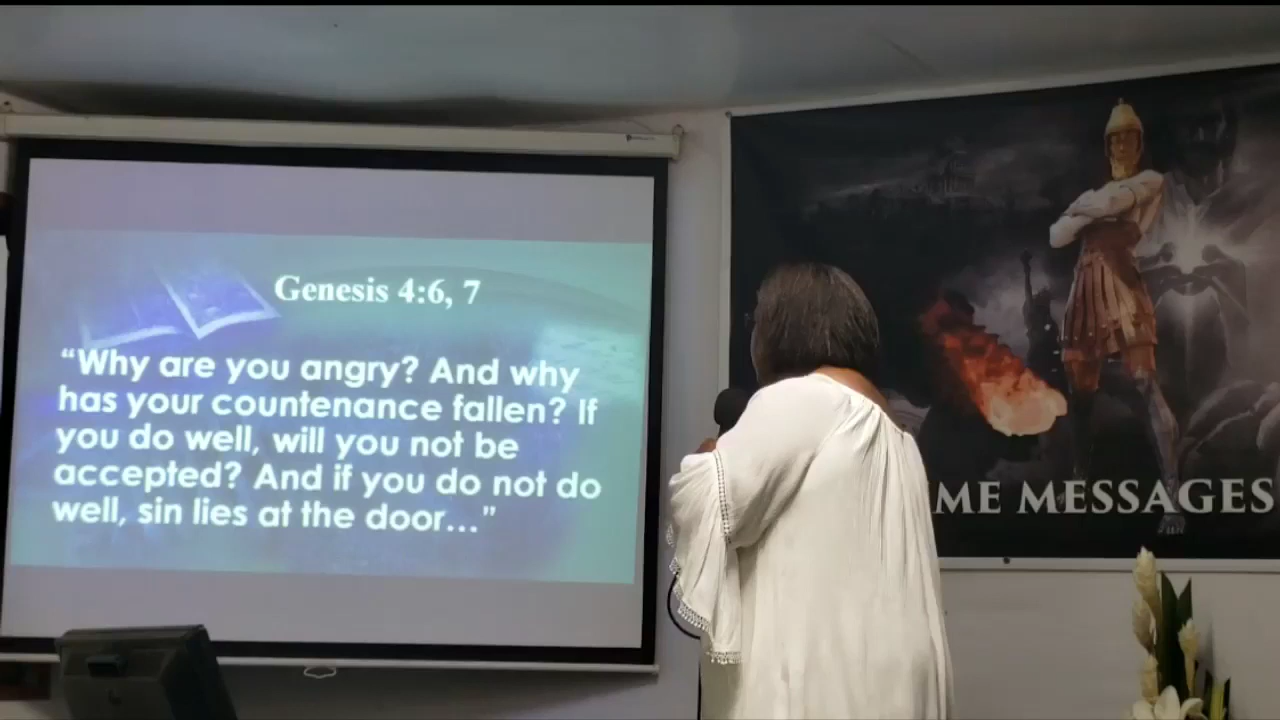 Genesis 4:6, 7
“Why are you angry? And why
has your countenance fallen? If
you do well, will you not be
accepted? And if you do not do
well, sin lies at the door...”
ME MESSAGES